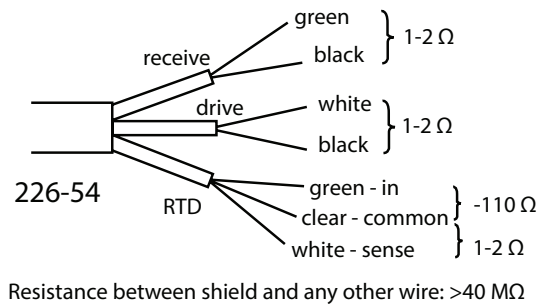 green
receive
1-2 Ω
black
drive
white
1-2 Ω
black
226-54
RTD
green - in
clear - common
-110 Ω
white - sense
1-2 Ω
Resistance between shield and any other wire: >40 MΩ